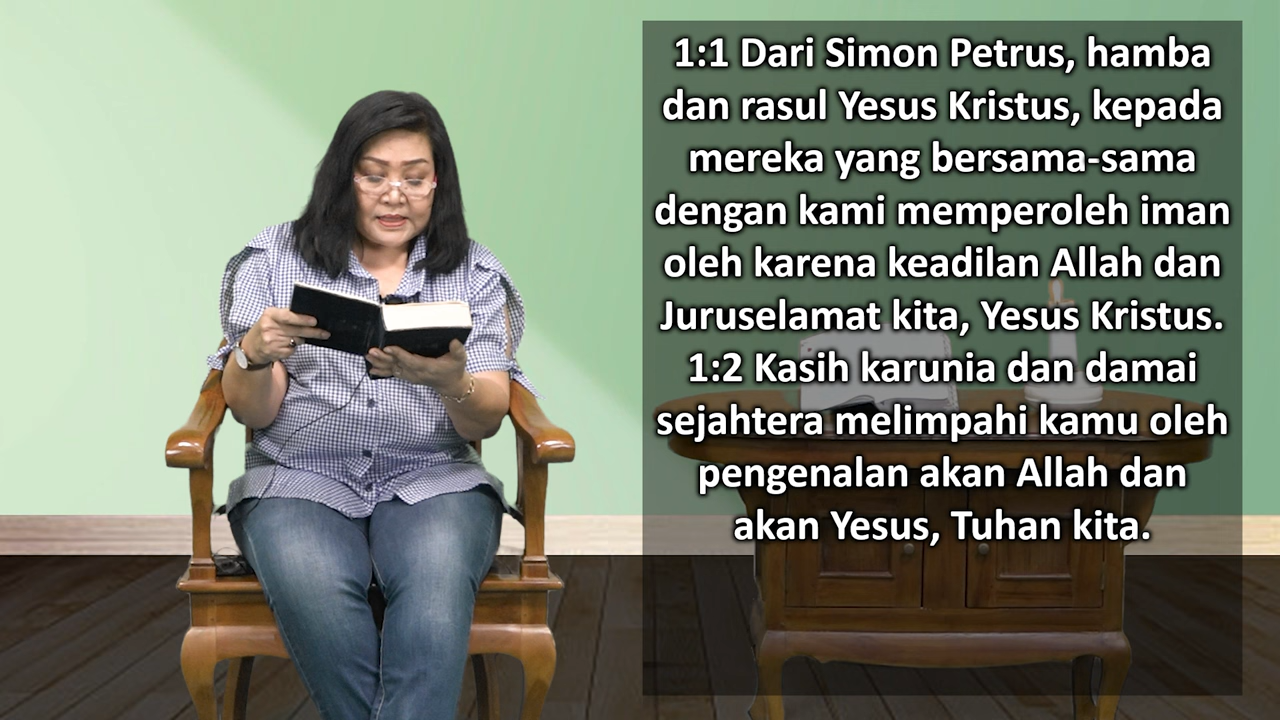 1:1 Dari Simon Petrus, hamba
dan rasul Yesus Kristus, kepada
mereka yang bersama-sama
dengan kami memperoleh iman
oleh karena keadilan Allah dan
Juruselamat kita, Yesus Kristus.
1:2 Kasih karunia dan damai
sejahtera melimpahi kamu oleh
pengenalan akan Allah dan
akan Yesus, Tuhan kita.